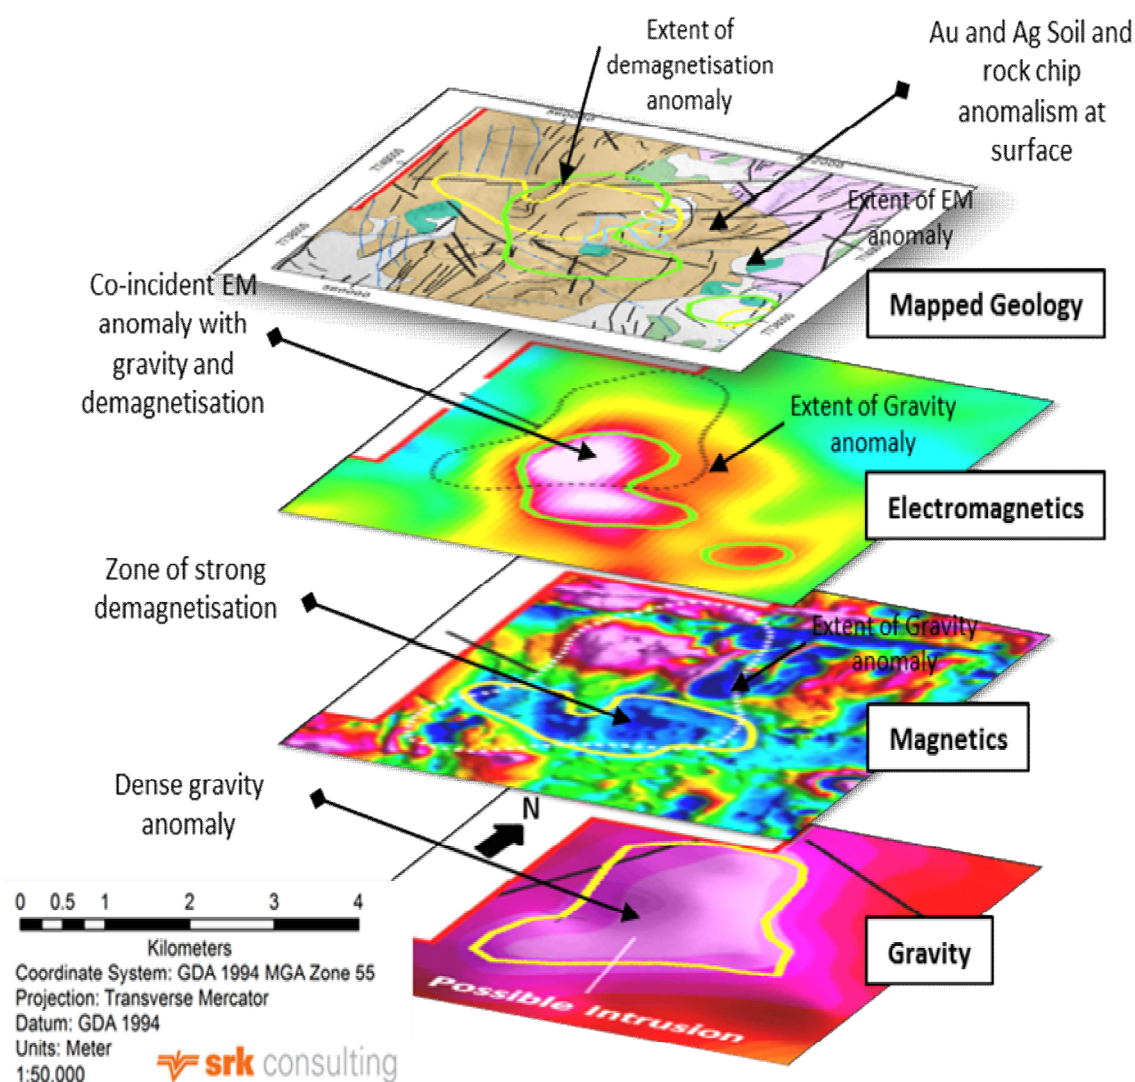 Extent of
demagnetisation
anomaly
Au and Ag Soil and
rock chip
anomalism at
surface
Extent of EM
anomaly
Mapped Geology
7738000
560000
Co-incident EM
anomaly with
gravity and
demagnetisation
Extent of Gravity
anomaly
Electromagnetics
Zone of strong
demagnetisation
Extent of Gravity
anomaly
Magnetics
Dense gravity
anomaly
N
Gravity
Possible Intrusion
0 0.5 1 2 3 4
Kilometers
Coordinate System: GDA 1994 MGA Zone 55
Projection: Transverse Mercator
Datum: GDA 1994
Units: Meter
1:50,000
srk consulting